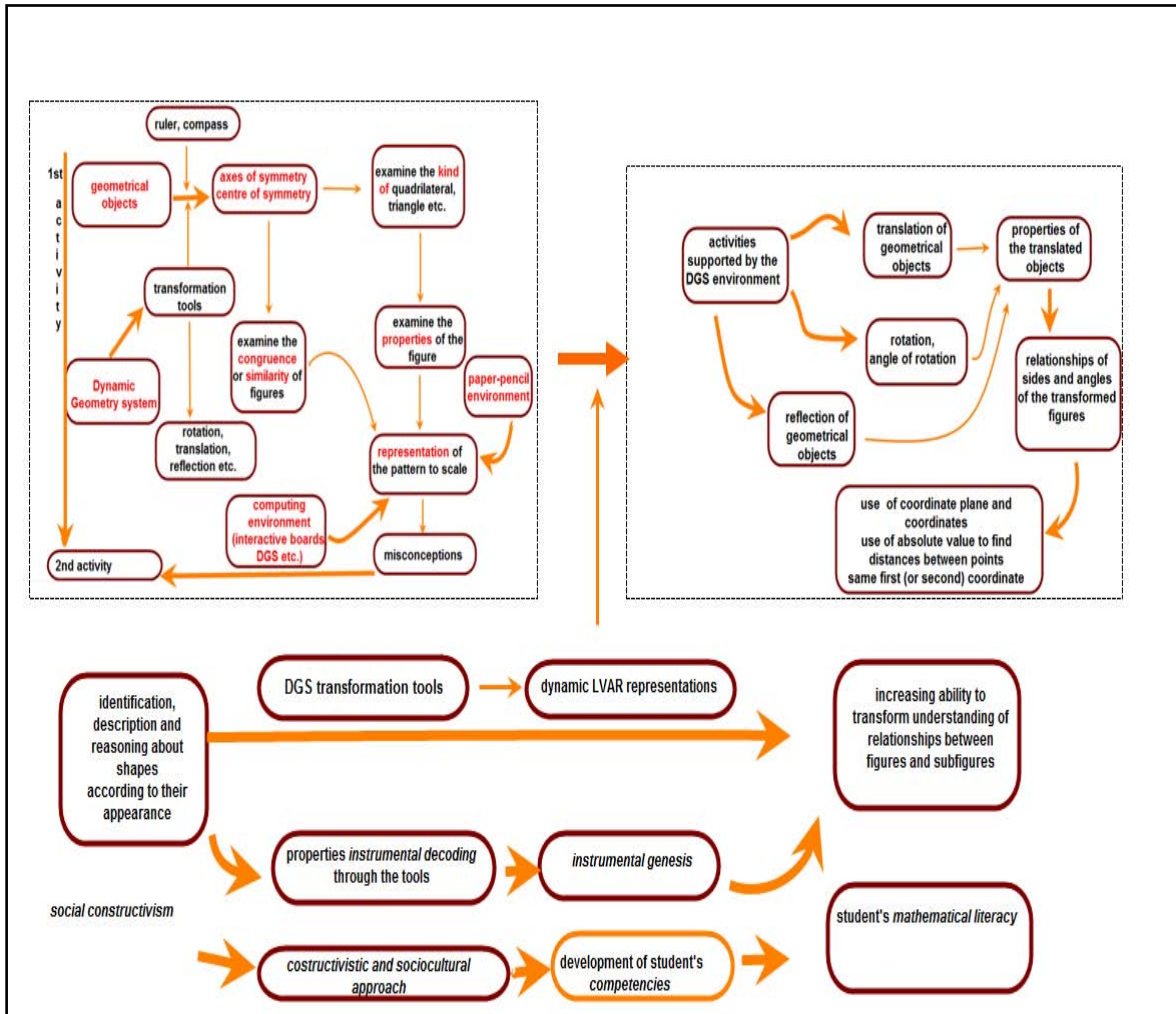 ruler, compass
1st
activity
geometrical
objects
axes of symmetry
centre of symmetry
examine the kind
of quadrilateral,
triangle etc.
transformation
tools
examine the
congruence
or similarity of
figures
examine the
properties of the
figure
Dynamic
Geometry system
paper-pencil
environment
rotation,
translation,
reflection etc.
representation of
the pattern to scale
computing
environment
(interactive boards
DGS etc.)
misconceptions
2nd activity
activities
supported by the
DGS environment
translation of
geometrical
objects
properties of
the translated
objects
rotation,
angle of rotation
relationships of
sides and angles
of the transformed
figures
reflection of
geometrical
objects
use of coordinate plane and
coordinates
use of absolute value to find
distances between points
same first (or second) coordinate
identification,
description and
reasoning about
shapes
according to their
appearance
DGS transformation tools
dynamic LVAR representations
increasing ability to
transform understanding of
relationships between
figures and subfigures
properties instrumental decoding
through the tools
instrumental genesis
social constructivism
student's mathematical literacy
costructivistic and sociocultural
approach
development of student's
competencies